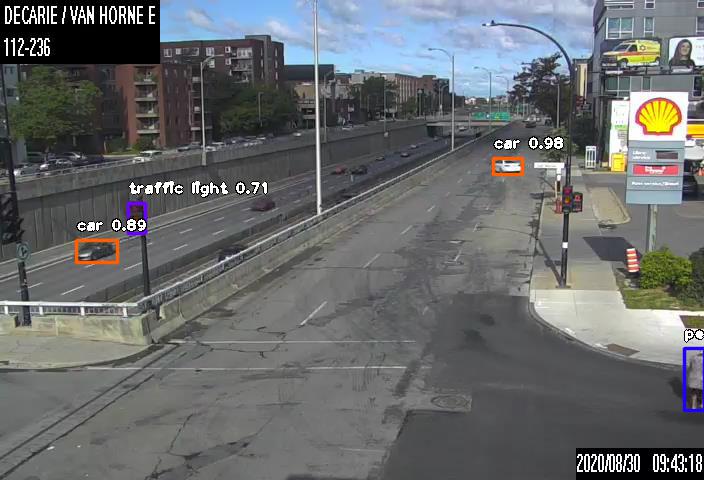 DECARIE / VAN HORNE E
112-236
car 0.98
traffic light 0.71
car 0.89
pe
2020/08/30 09:43:18